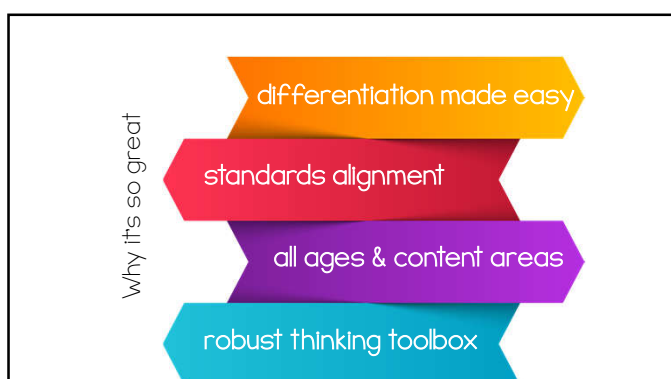 Why it's so great
differentiation made easy
standards alignment
all ages & content areas
robust thinking toolbox